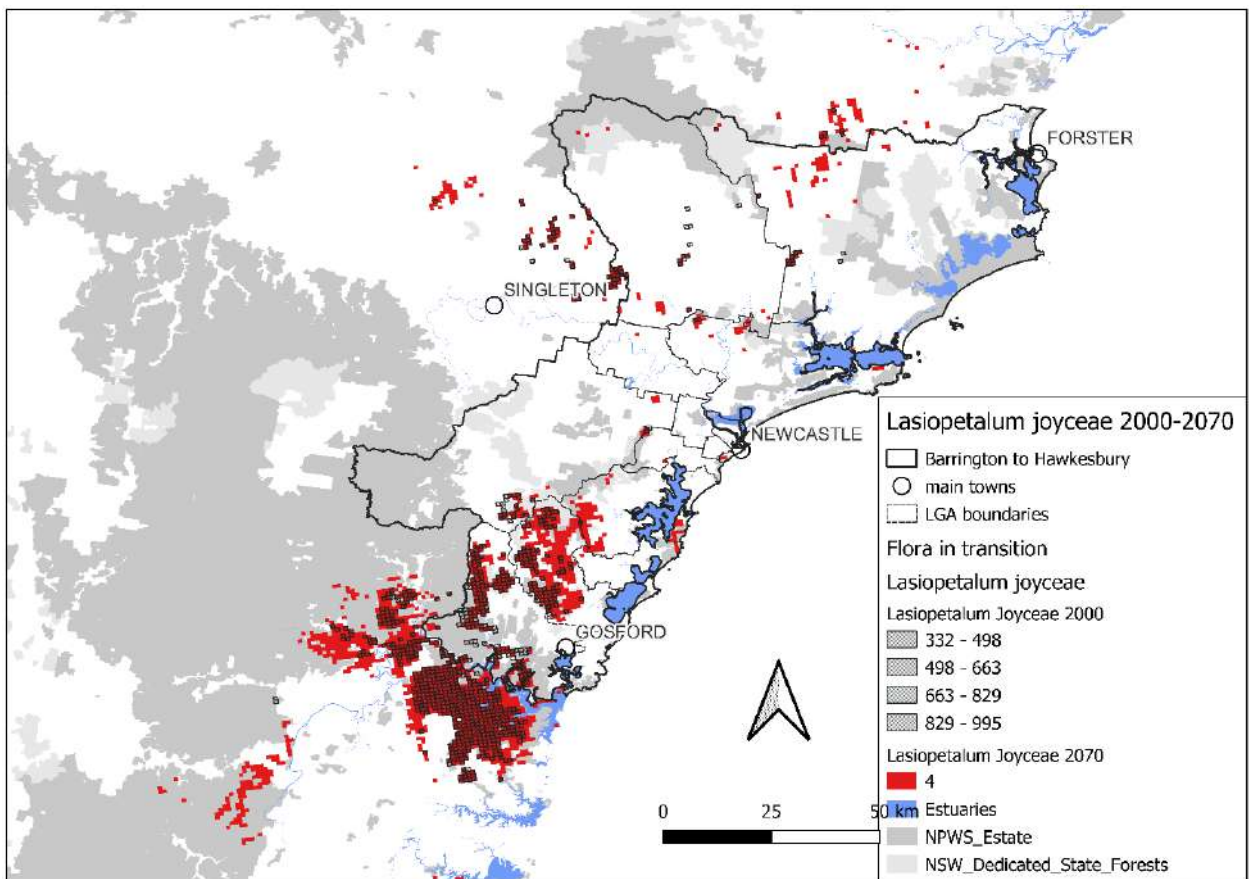 FORSTER
SINGLETON
NEWCASTLE
GOSFORD
0 25 50 km
Lasiopetalum joyceae 2000-2070
Barrington to Hawkesbury
main towns
LGA boundaries
Flora in transition
Lasiopetalum joyceae
Lasiopetalum Joyceae 2000
332 - 498
498 - 663
663 - 829
829 - 995
Lasiopetalum Joyceae 2070
4
Estuaries
NPWS_Estate
NSW_Dedicated_State_Forests